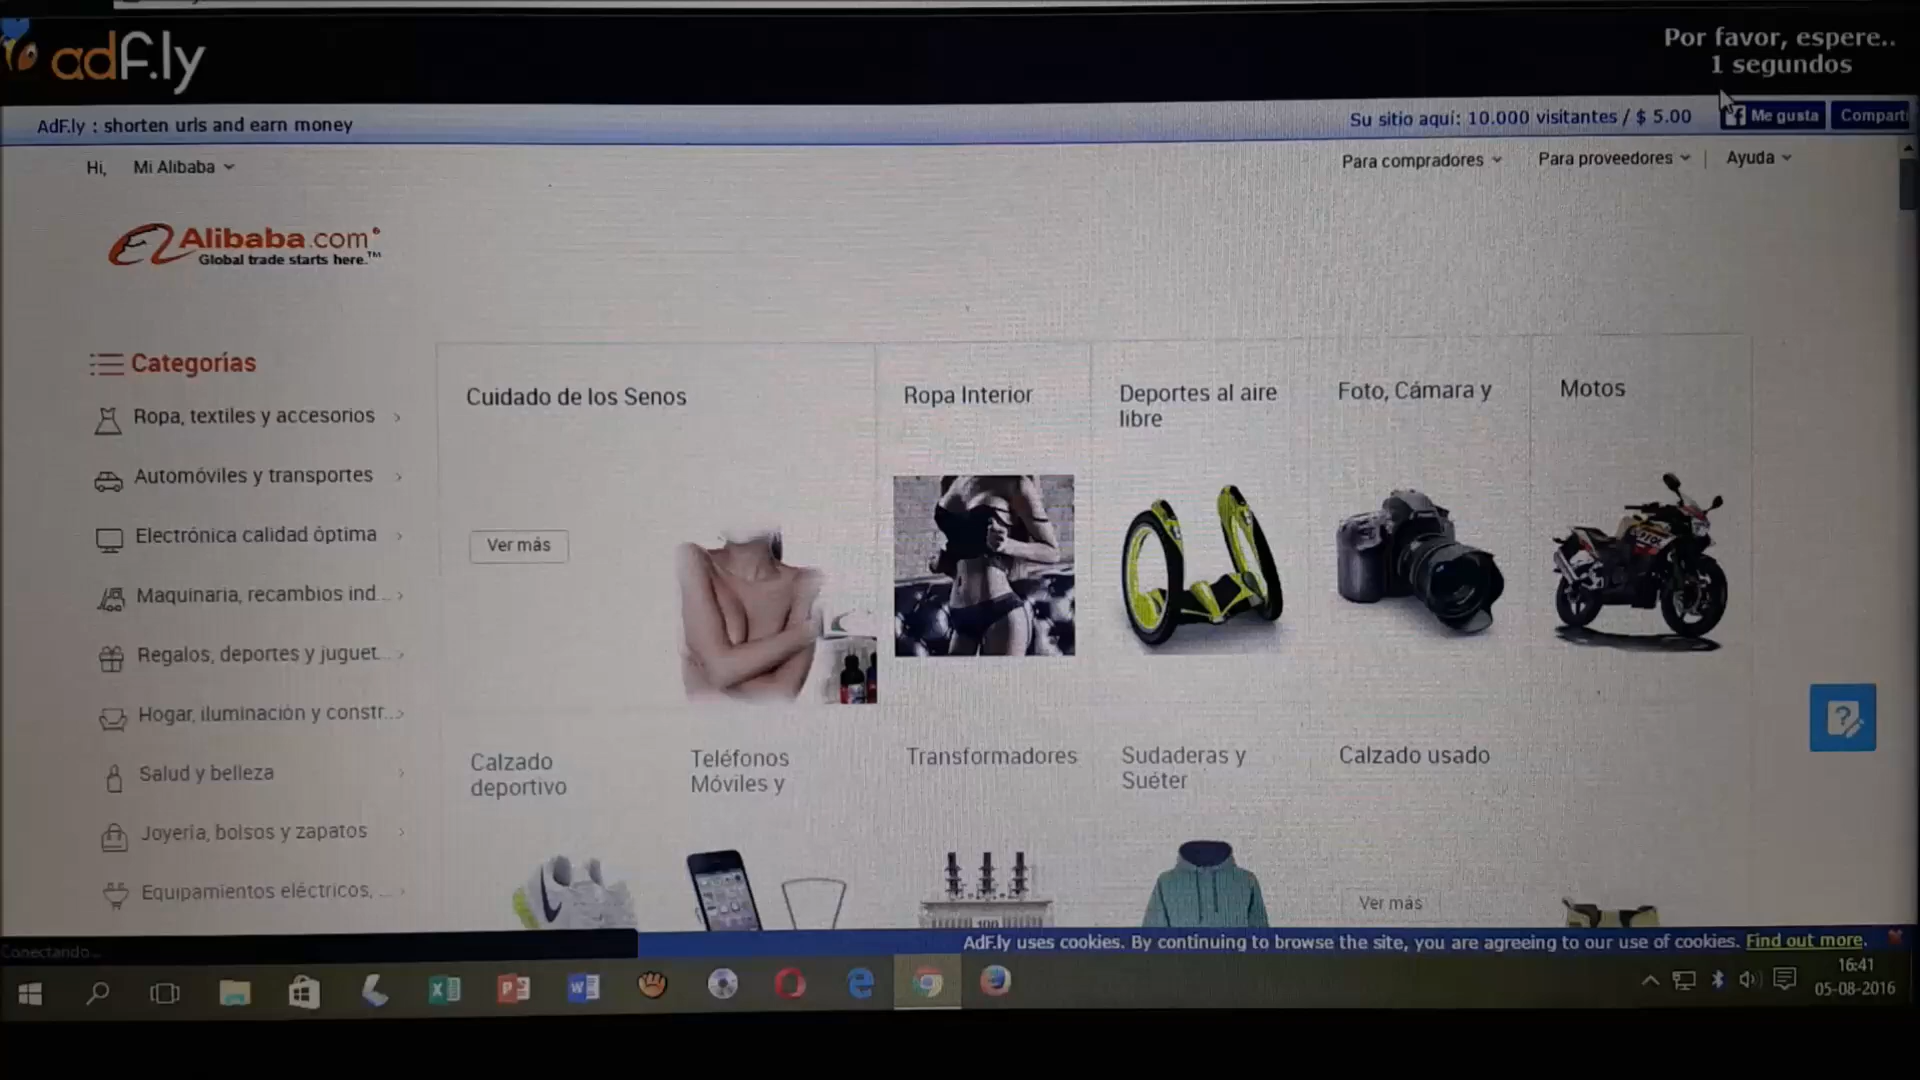 adf.ly
Por favor, espere..
1 segundos
AdF.ly : shorten urls and earn money
Su sitio aquí: 10.000 visitantes / $ 5.00
Me gusta
Comparti
Hi,
Mi Alibaba
Para compradores
Para proveedores
Ayuda
Alibaba.com
Global trade starts here.™
Categorías
Ropa, textiles y accesorios
Automóviles y transportes
Electrónica calidad óptima
Maquinaria, recambios ind...
Regalos, deportes y juguet...
Hogar, iluminación y constr...
Salud y belleza
Joyería, bolsos y zapatos
Equipamientos eléctricos, ...
Cuidado de los Senos
Ver más
Ropa Interior
Deportes al aire
libre
Foto, Cámara y
Motos
Calzado
deportivo
Teléfonos
Móviles y
Transformadores
Sudaderas y
Suéter
Calzado usado
Ver más
Conectando...
AdF.ly uses cookies. By continuing to browse the site, you are agreeing to our use of cookies. Find out more.
16:41
05-08-2016